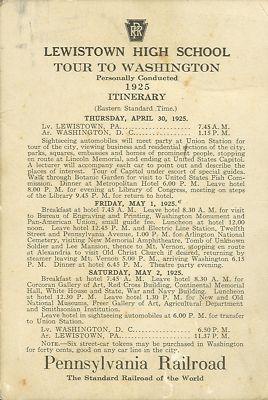 PRR
LEWISTOWN HIGH SCHOOL
TOUR TO WASHINGTON
Personally Conducted
1925
ITINERARY
(Eastern Standard Time.)
THURSDAY, APRIL 30, 1925.
Lv. LEWISTOWN, PA. 7.45 A. M.
Ar. WASHINGTON, D. C. 1.15 P. M.
Sightseeing automobiles will meet party at Union Station for
tour of the city, viewing business and residential sections of the city,
parks, squares, embassies and homes of prominent people, stopping
en route at Lincoln Memorial, and ending at United States Capitol.
A lecturer will accompany each car to point out and describe the
places of interest. Tour of Capitol under escort of special guides.
Walk through Botanic Garden for visit to United States Fish Com-
mission. Dinner at Metropolitan Hotel 6.00 P. M. Leave hotel
8.00 P. M. for evening at Library of Congress, meeting on steps
of the Library 9.45 P. M. for return to hotel.
FRIDAY, MAY 1, 1925.
Breakfast at hotel 7.45 A. M. Leave hotel 8.30 A. M. for visit
to Bureau of Engraving and Printing, Washington Monument and
Pan-American Union, small guide fee. Luncheon at hotel 12.00
noon. Leave hotel 12.45 P. M. and Electric Line Station, Twelfth
Street and Pennsylvania Avenue, 1.00 P. M. for Arlington National
Cemetery, visiting New Memorial Amphitheatre, Tomb of Unknown
Soldier and Lee Mansion, thence to Mt. Vernon, stopping en route
at Alexandria to visit Old Christ Church if desired, returning by
steamer leaving Mt. Vernon 5.00 P. M., arriving Washington 6.15
P. M. Dinner at hotel 6.45 P. M. Theatre party evening.
SATURDAY, MAY 2, 1925.
Breakfast at hotel 7.45 A. M. Leave hotel 8.30 A. M. for
Corcoran Gallery of Art, Red Cross Building, Continental Memorial
Hall, White House and State, War and Navy Building. Luncheon
at hotel 12.30 P. M. Leave hotel 1.30 P. M. for New and Old
National Museums, Freer Gallery of Art, Agricultural Department
and Smithsonian Institution.
Leave hotel in sightseeing automobiles at 6.00 P. M. for transfer
to Union Station.
Lv. WASHINGTON, D. C. 6.50 P. M.
Ar. LEWISTOWN, PA. 11.37 P. M.
NOTE.—Six street-car tokens may be purchased in Washington
for forty cents, good on any car line in the city.
Pennsylvania Railroad
The Standard Railroad of the World